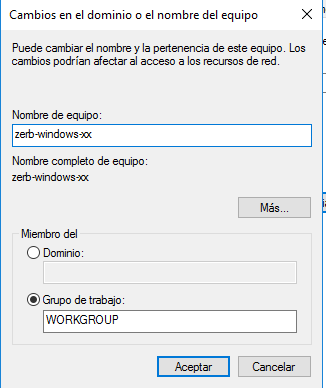 Cambios en el dominio o el nombre del equipo
Puede cambiar el nombre y la pertenencia de este equipo. Los
cambios podrían afectar al acceso a los recursos de red.
Nombre de equipo:
zerb-windows-xx
Nombre completo de equipo:
zerb-windows-xx
Más...
Miembro del
Dominio:
Grupo de trabajo:
WORKGROUP
Aceptar
Cancelar